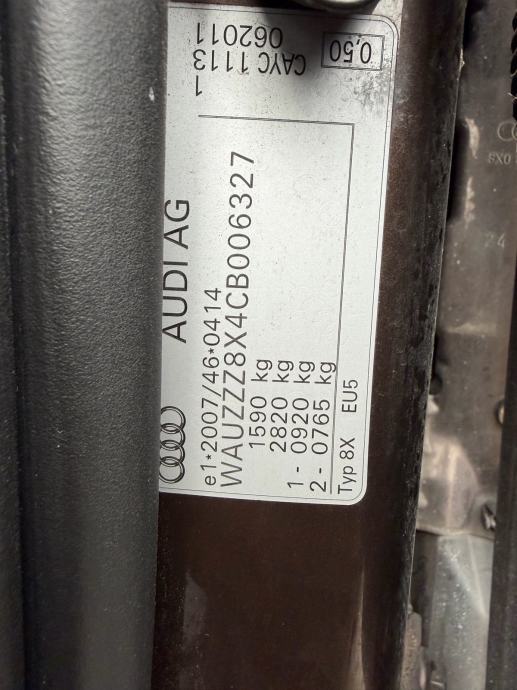 AUDI AG
e1*2007/46*0414
WAUZZZ8X4CB006327
1590 kg
2820 kg
1 - 0920 kg
2 - 0765 kg
Typ 8X EU5
1
CAYC 1113
062011
0,50